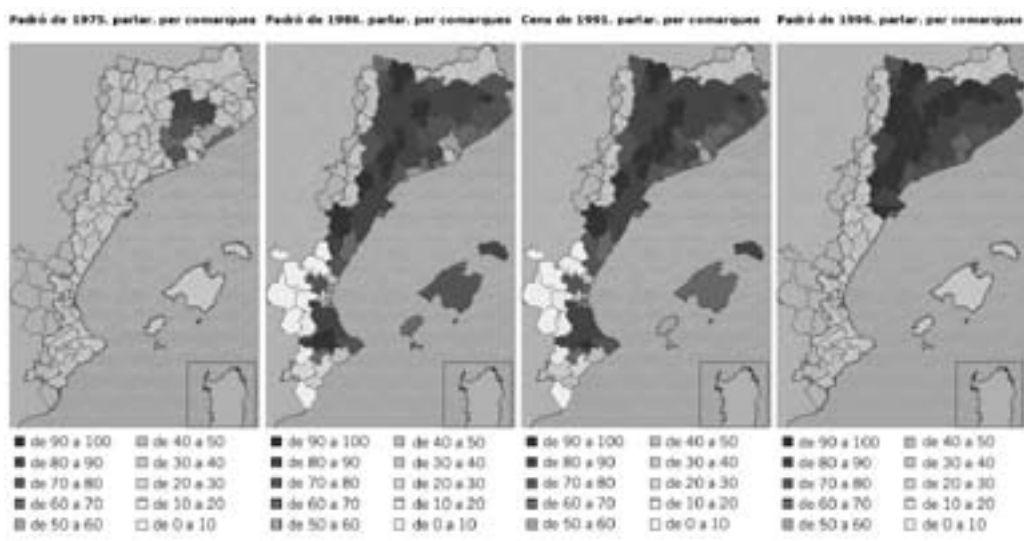 Padró de 1975. parlar. per comarques
Padró de 1986. parlar. per comarques
Cens de 1991. parlar. per comarques
Padró de 1996. parlar. per comarques
de 90 a 100 de 40 a 50
de 80 a 90 de 30 a 40
de 70 a 80 de 20 a 30
de 60 a 70 de 10 a 20
de 50 a 60 de 0 a 10
de 90 a 100 de 40 a 50
de 80 a 90 de 30 a 40
de 70 a 80 de 20 a 30
de 60 a 70 de 10 a 20
de 50 a 60 de 0 a 10
de 90 a 100 de 40 a 50
de 80 a 90 de 30 a 40
de 70 a 80 de 20 a 30
de 60 a 70 de 10 a 20
de 50 a 60 de 0 a 10
de 90 a 100 de 40 a 50
de 80 a 90 de 30 a 40
de 70 a 80 de 20 a 30
de 60 a 70 de 10 a 20
de 50 a 60 de 0 a 10